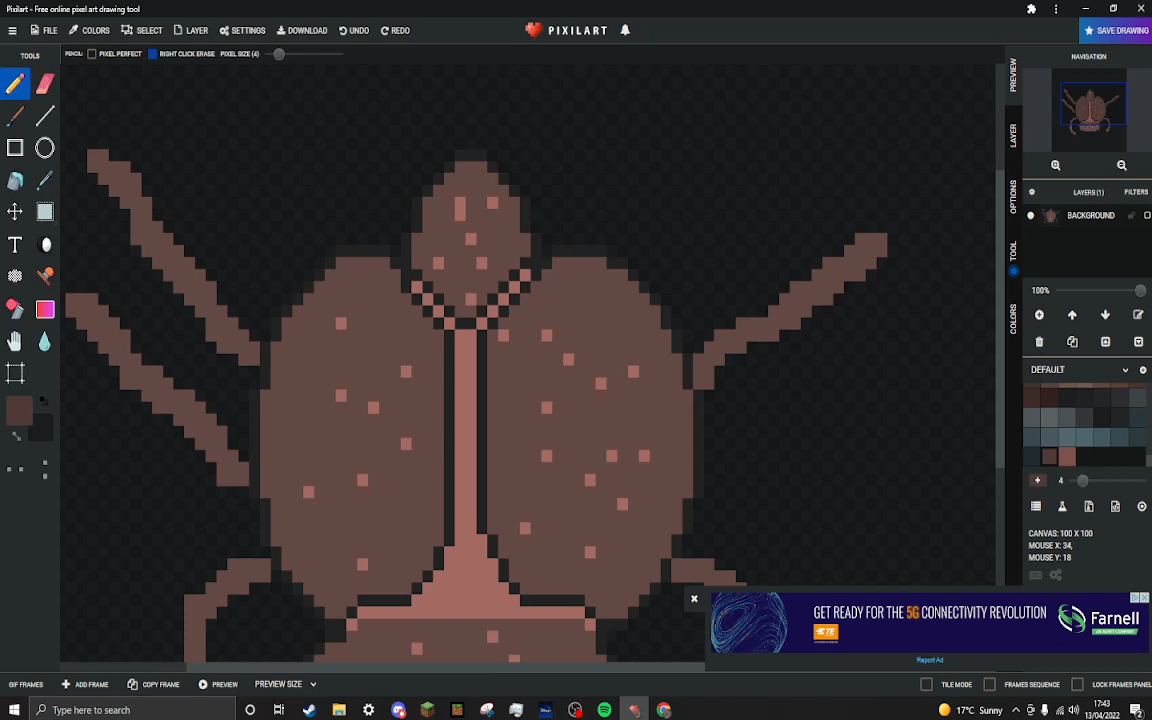 Pixilart - Free online pixel art drawing tool
FILE COLORS SELECT LAYER SETTINGS DOWNLOAD UNDO REDO PIXILART SAVE DRAWING
TOOLS PENCIL: PIXEL PERFECT RIGHT CLICK ERASE PIXEL SIZE (4) NAVIGATION
PREVIEW
LAYER
OPTIONS
TOOL
COLORS
LAYERS (1) FILTERS
BACKGROUND
100%
DEFAULT
4
CANVAS: 100 X 100
MOUSE X: 34,
MOUSE Y: 18
GET READY FOR THE 5G CONNECTIVITY REVOLUTION
TE
Farnell
Report Ad
GIF FRAMES ADD FRAME COPY FRAME PREVIEW PREVIEW SIZE TILE MODE FRAMES SEQUENCE LOCK FRAMES PANEL
T
Type here to search
17°C Sunny
17:43
13/04/2022